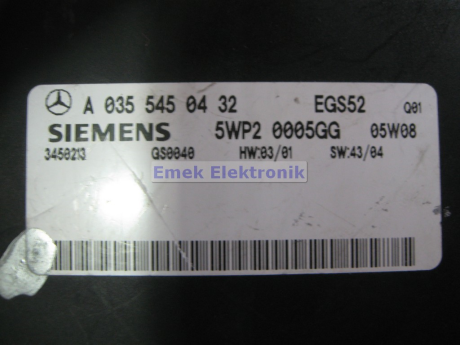 A 035 545 04 32 EGS52 Q01
SIEMENS 5WP2 0005GG 05W08
3450213 GS0040 HW:03/01 SW:43/04
Emek Elektronik